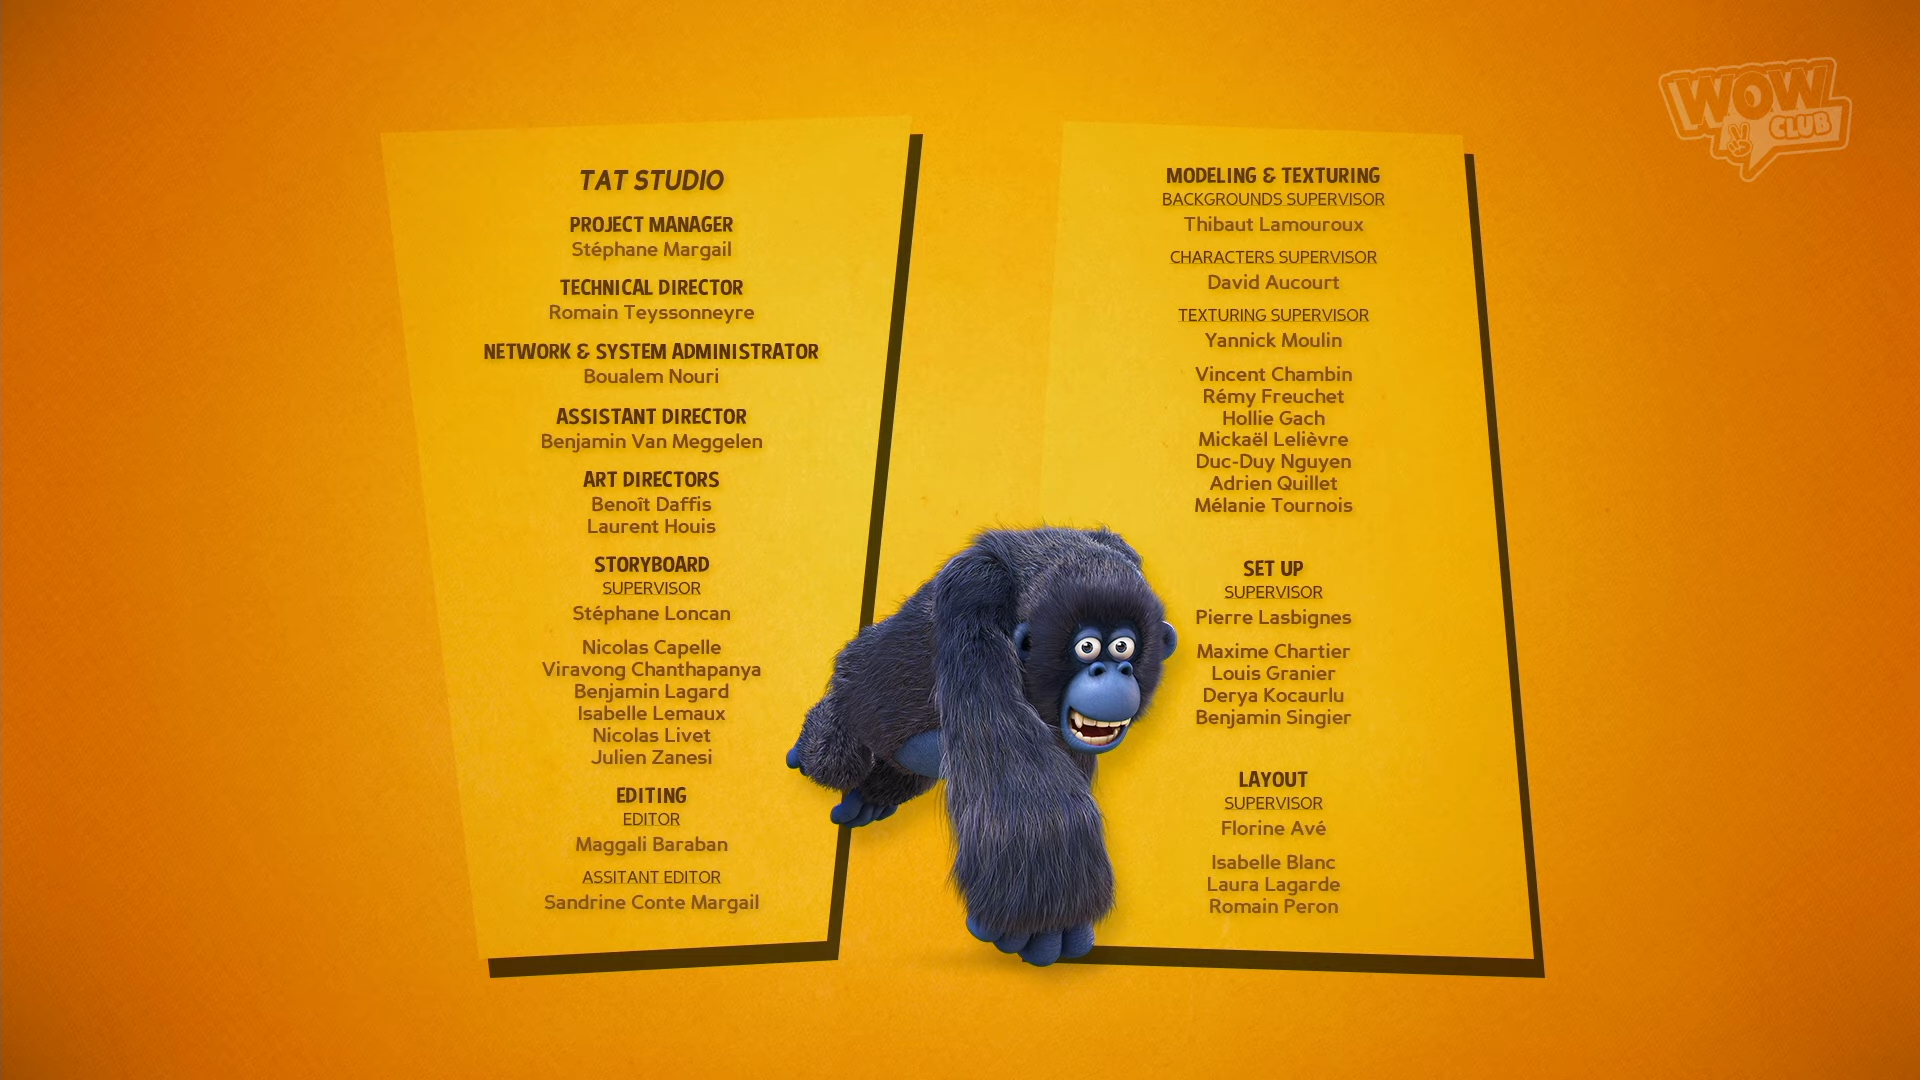 WOW
CLUB
TAT STUDIO
PROJECT MANAGER
Stéphane Margail
TECHNICAL DIRECTOR
Romain Teyssonneyre
NETWORK & SYSTEM ADMINISTRATOR
Boualem Nouri
ASSISTANT DIRECTOR
Benjamin Van Meggelen
ART DIRECTORS
Benoît Daffis
Laurent Houis
STORYBOARD
SUPERVISOR
Stéphane Loncan
Nicolas Capelle
Viravong Chanthapanya
Benjamin Lagard
Isabelle Lemaux
Nicolas Livet
Julien Zanesi
EDITING
EDITOR
Maggali Baraban
ASSITANT EDITOR
Sandrine Conte Margail
MODELING & TEXTURING
BACKGROUNDS SUPERVISOR
Thibaut Lamouroux
CHARACTERS SUPERVISOR
David Aucourt
TEXTURING SUPERVISOR
Yannick Moulin
Vincent Chambin
Rémy Freuchet
Hollie Gach
Mickaël Lelièvre
Duc-Duy Nguyen
Adrien Quillet
Mélanie Tournois
SET UP
SUPERVISOR
Pierre Lasbignes
Maxime Chartier
Louis Granier
Derya Kocaurlu
Benjamin Singier
LAYOUT
SUPERVISOR
Florine Avé
Isabelle Blanc
Laura Lagarde
Romain Peron